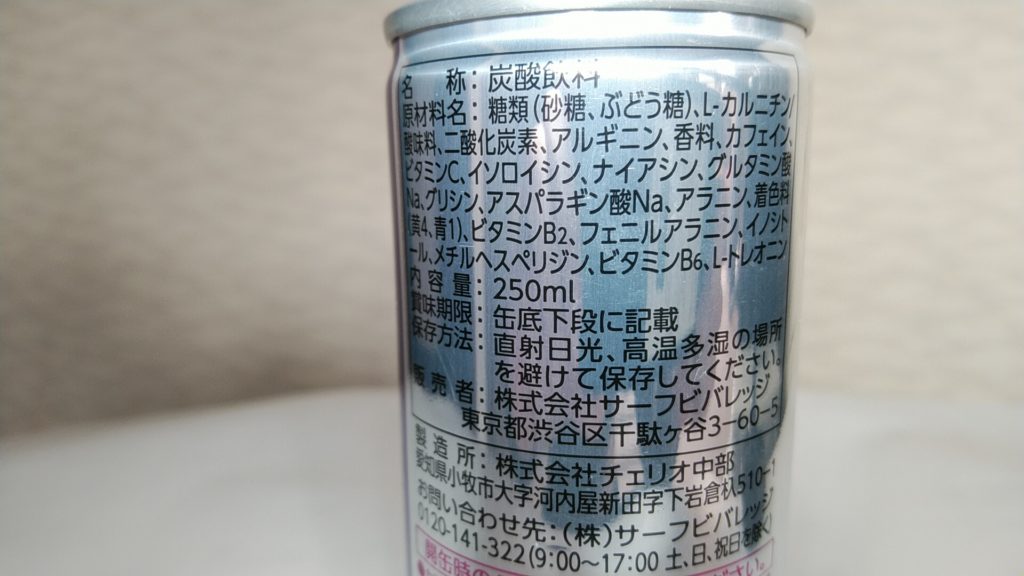 名称：炭酸飲料
原材料名：糖類(砂糖、ぶどう糖)、L-カルニチン/
酸味料、二酸化炭素、アルギニン、香料、カフェイン、
ビタミンC、イソロイシン、ナイアシン、グルタミン酸
Na、グリシン、アスパラギン酸Na、アラニン、着色料
(黄4、青1)、ビタミンB2、フェニルアラニン、イノシト
ール、メチルヘスペリジン、ビタミンB6、L-トレオニン
内容量：250ml
賞味期限：缶底下段に記載
保存方法：直射日光、高温多湿の場所
を避けて保存してください。
販売者：株式会社サーフビバレッジ
東京都渋谷区千駄ヶ谷3-60-5
製造所：株式会社チェリオ中部
愛知県小牧市大字河内屋新田字下岩倉杁510-1
お問い合わせ先：(株)サーフビバレッジ
0120-141-322(9:00~17:00 土、日、祝日を除く)
開缶時の
ださい。